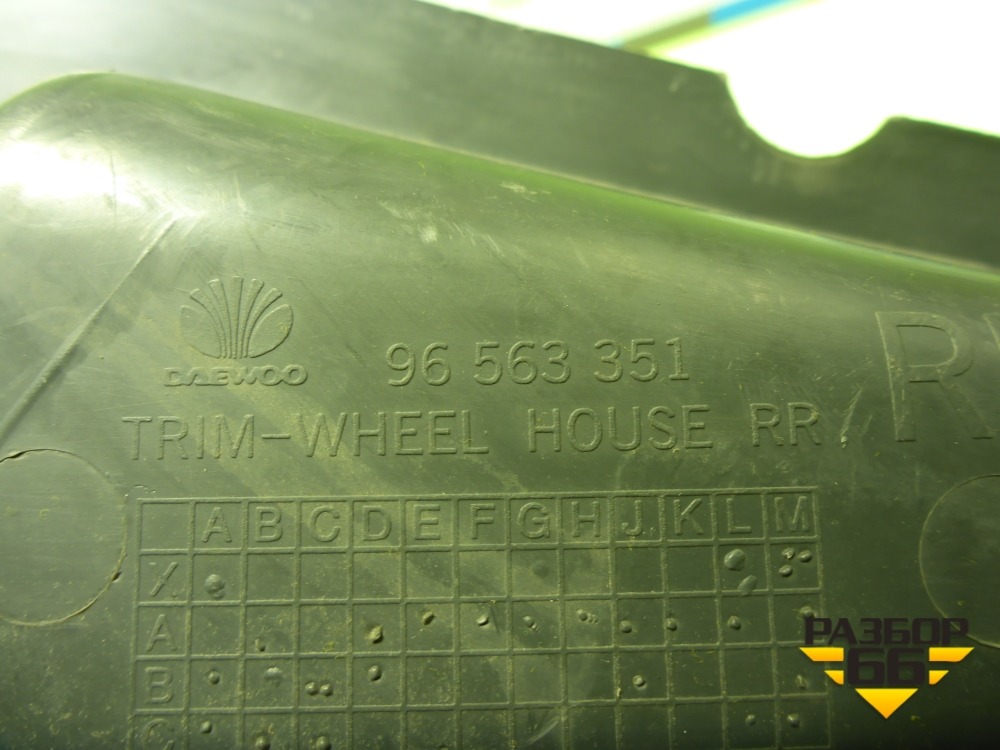 DAEWOO
96 563 351
TRIM-WHEEL HOUSE RR
A B C D E F G H J K L M
X
A
B
C
РАЗБОР
66